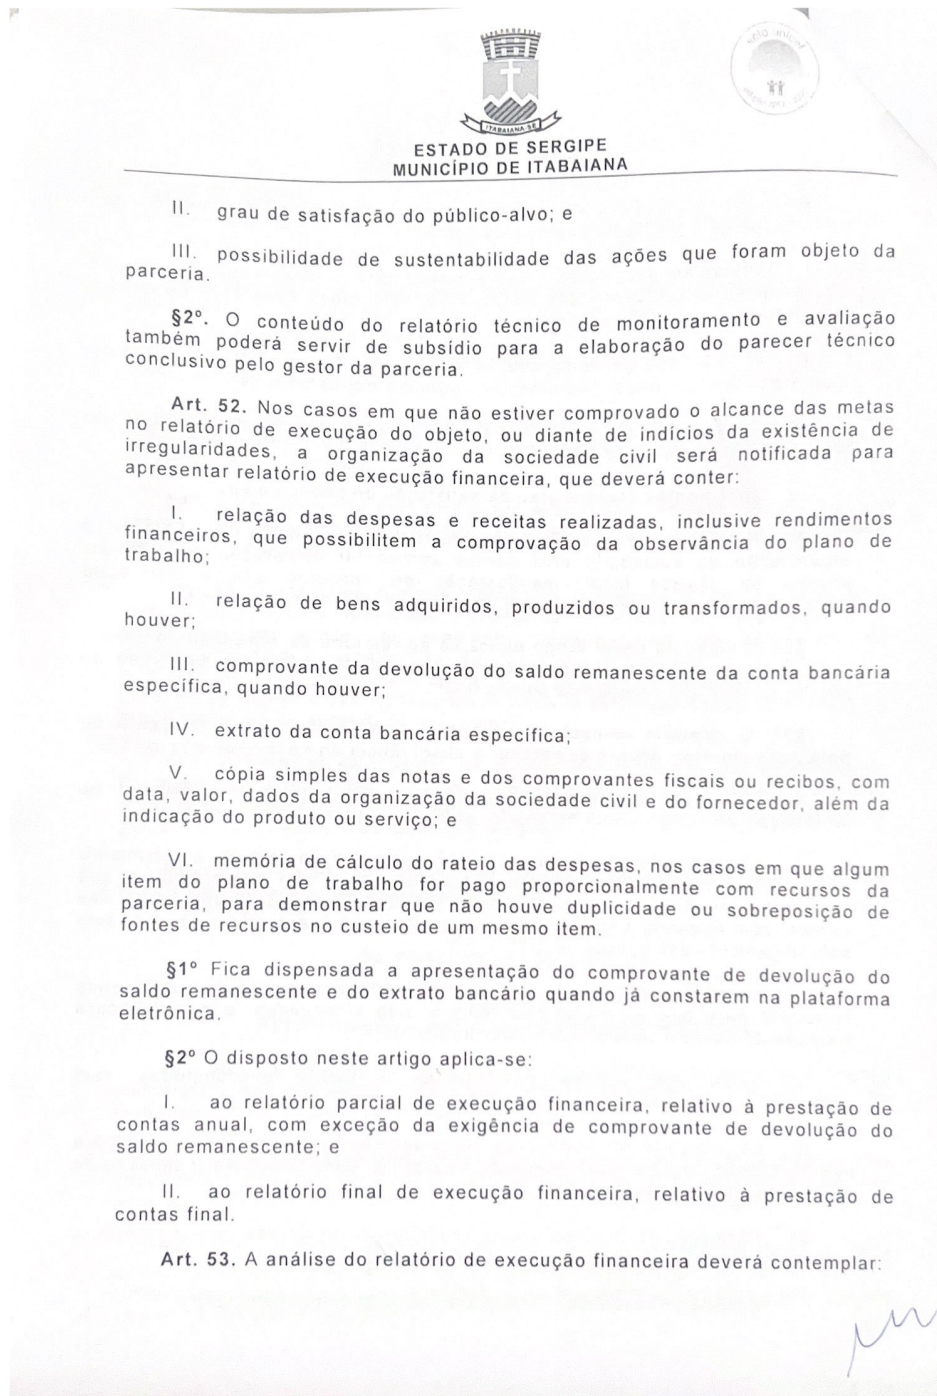 ITABAIANA-SE
ESTADO DE SERGIPE
MUNICÍPIO DE ITABAIANA
II. grau de satisfação do público-alvo; e
III. possibilidade de sustentabilidade das ações que foram objeto da
parceria.
§2º. O conteúdo do relatório técnico de monitoramento e avaliação
também poderá servir de subsídio para a elaboração do parecer técnico
conclusivo pelo gestor da parceria.
Art. 52. Nos casos em que não estiver comprovado o alcance das metas
no relatório de execução do objeto, ou diante de indícios da existência de
irregularidades, a organização da sociedade civil será notificada para
apresentar relatório de execução financeira, que deverá conter:
I. relação das despesas e receitas realizadas, inclusive rendimentos
financeiros, que possibilitem a comprovação da observância do plano de
trabalho;
II. relação de bens adquiridos, produzidos ou transformados, quando
houver;
III. comprovante da devolução do saldo remanescente da conta bancária
específica, quando houver;
IV. extrato da conta bancária específica;
V. cópia simples das notas e dos comprovantes fiscais ou recibos, com
data, valor, dados da organização da sociedade civil e do fornecedor, além da
indicação do produto ou serviço; e
VI. memória de cálculo do rateio das despesas, nos casos em que algum
item do plano de trabalho for pago proporcionalmente com recursos da
parceria, para demonstrar que não houve duplicidade ou sobreposição de
fontes de recursos no custeio de um mesmo item.
§1º Fica dispensada a apresentação do comprovante de devolução do
saldo remanescente e do extrato bancário quando já constarem na plataforma
eletrônica.
§2º O disposto neste artigo aplica-se:
I. ao relatório parcial de execução financeira, relativo à prestação de
contas anual, com exceção da exigência de comprovante de devolução do
saldo remanescente; e
II. ao relatório final de execução financeira, relativo à prestação de
contas final.
Art. 53. A análise do relatório de execução financeira deverá contemplar: